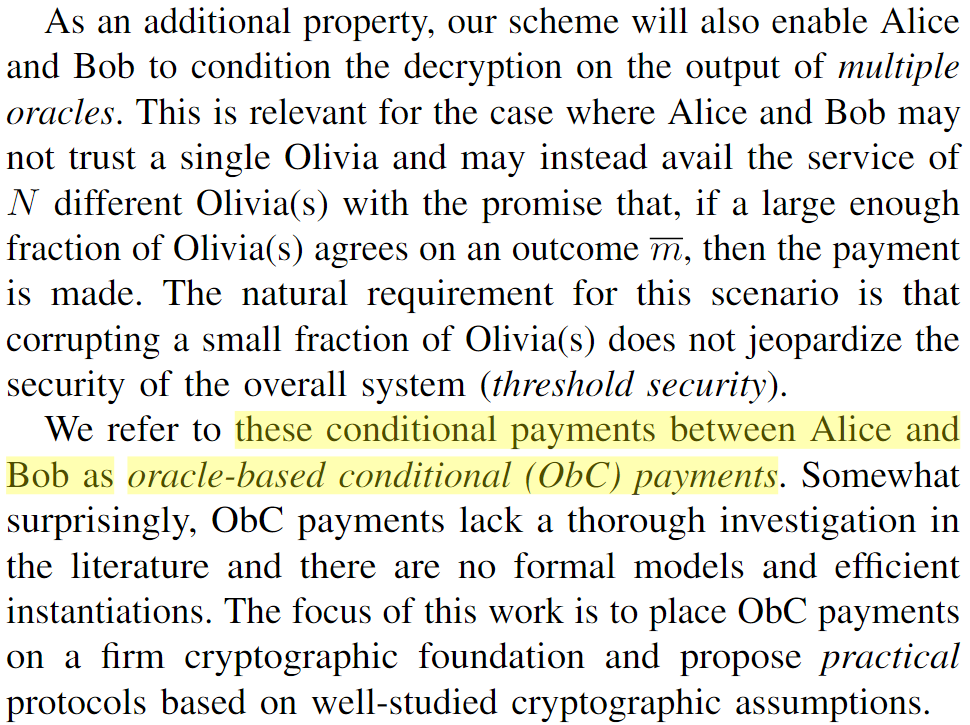 As an additional property, our scheme will also enable Alice
and Bob to condition the decryption on the output of multiple
oracles. This is relevant for the case where Alice and Bob may
not trust a single Olivia and may instead avail the service of
N different Olivia(s) with the promise that, if a large enough
fraction of Olivia(s) agrees on an outcome m̅, then the payment
is made. The natural requirement for this scenario is that
corrupting a small fraction of Olivia(s) does not jeopardize the
security of the overall system (threshold security).
We refer to these conditional payments between Alice and
Bob as oracle-based conditional (ObC) payments. Somewhat
surprisingly, ObC payments lack a thorough investigation in
the literature and there are no formal models and efficient
instantiations. The focus of this work is to place ObC payments
on a firm cryptographic foundation and propose practical
protocols based on well-studied cryptographic assumptions.